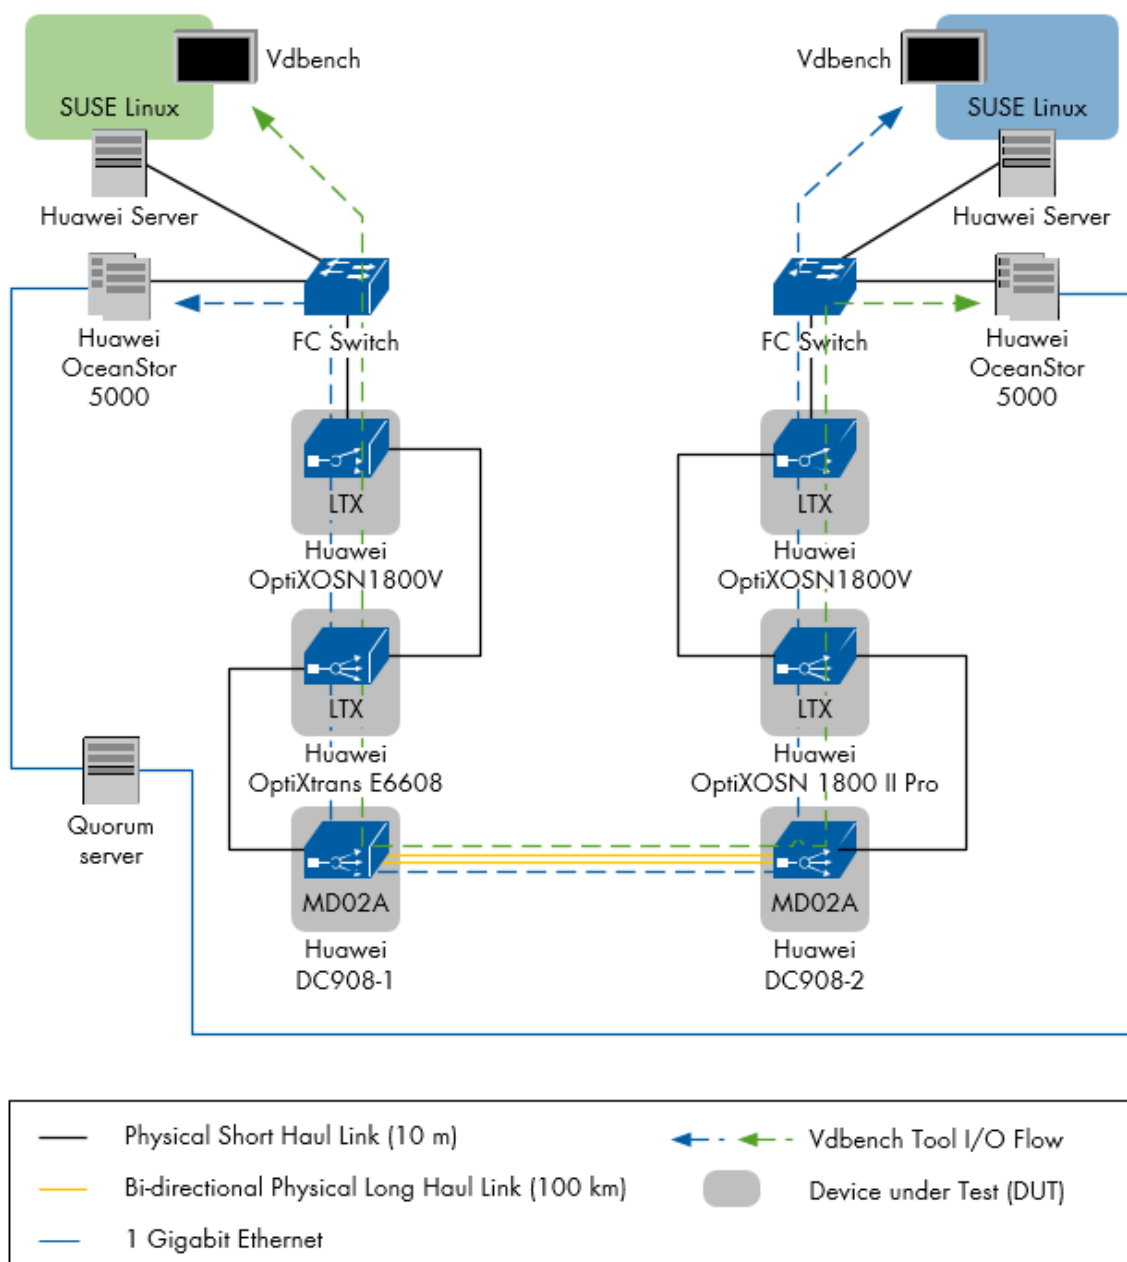 Vdbench
SUSE Linux
Huawei Server
Huawei
OceanStor
5000
FC Switch
LTX
Huawei
OptiXOSN1800V
LTX
Huawei
OptiXtrans E6608
Quorum
server
MD02A
Huawei
DC908-1
Vdbench
SUSE Linux
Huawei Server
FC Switch
Huawei
OceanStor
5000
LTX
Huawei
OptiXOSN1800V
LTX
Huawei
OptiXOSN 1800 II Pro
MD02A
Huawei
DC908-2
Physical Short Haul Link (10 m)
Bi-directional Physical Long Haul Link (100 km)
1 Gigabit Ethernet
Vdbench Tool I/O Flow
Device under Test (DUT)